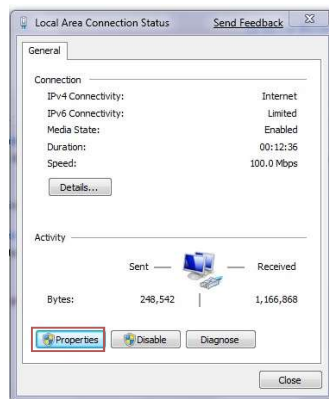 Local Area Connection Status Send Feedback
General
Connection
IPv4 Connectivity: Internet
IPv6 Connectivity: Limited
Media State: Enabled
Duration: 00:12:36
Speed: 100.0 Mbps
Details...
Activity
Sent Received
Bytes: 248,542 1,166,868
Properties Disable Diagnose
Close